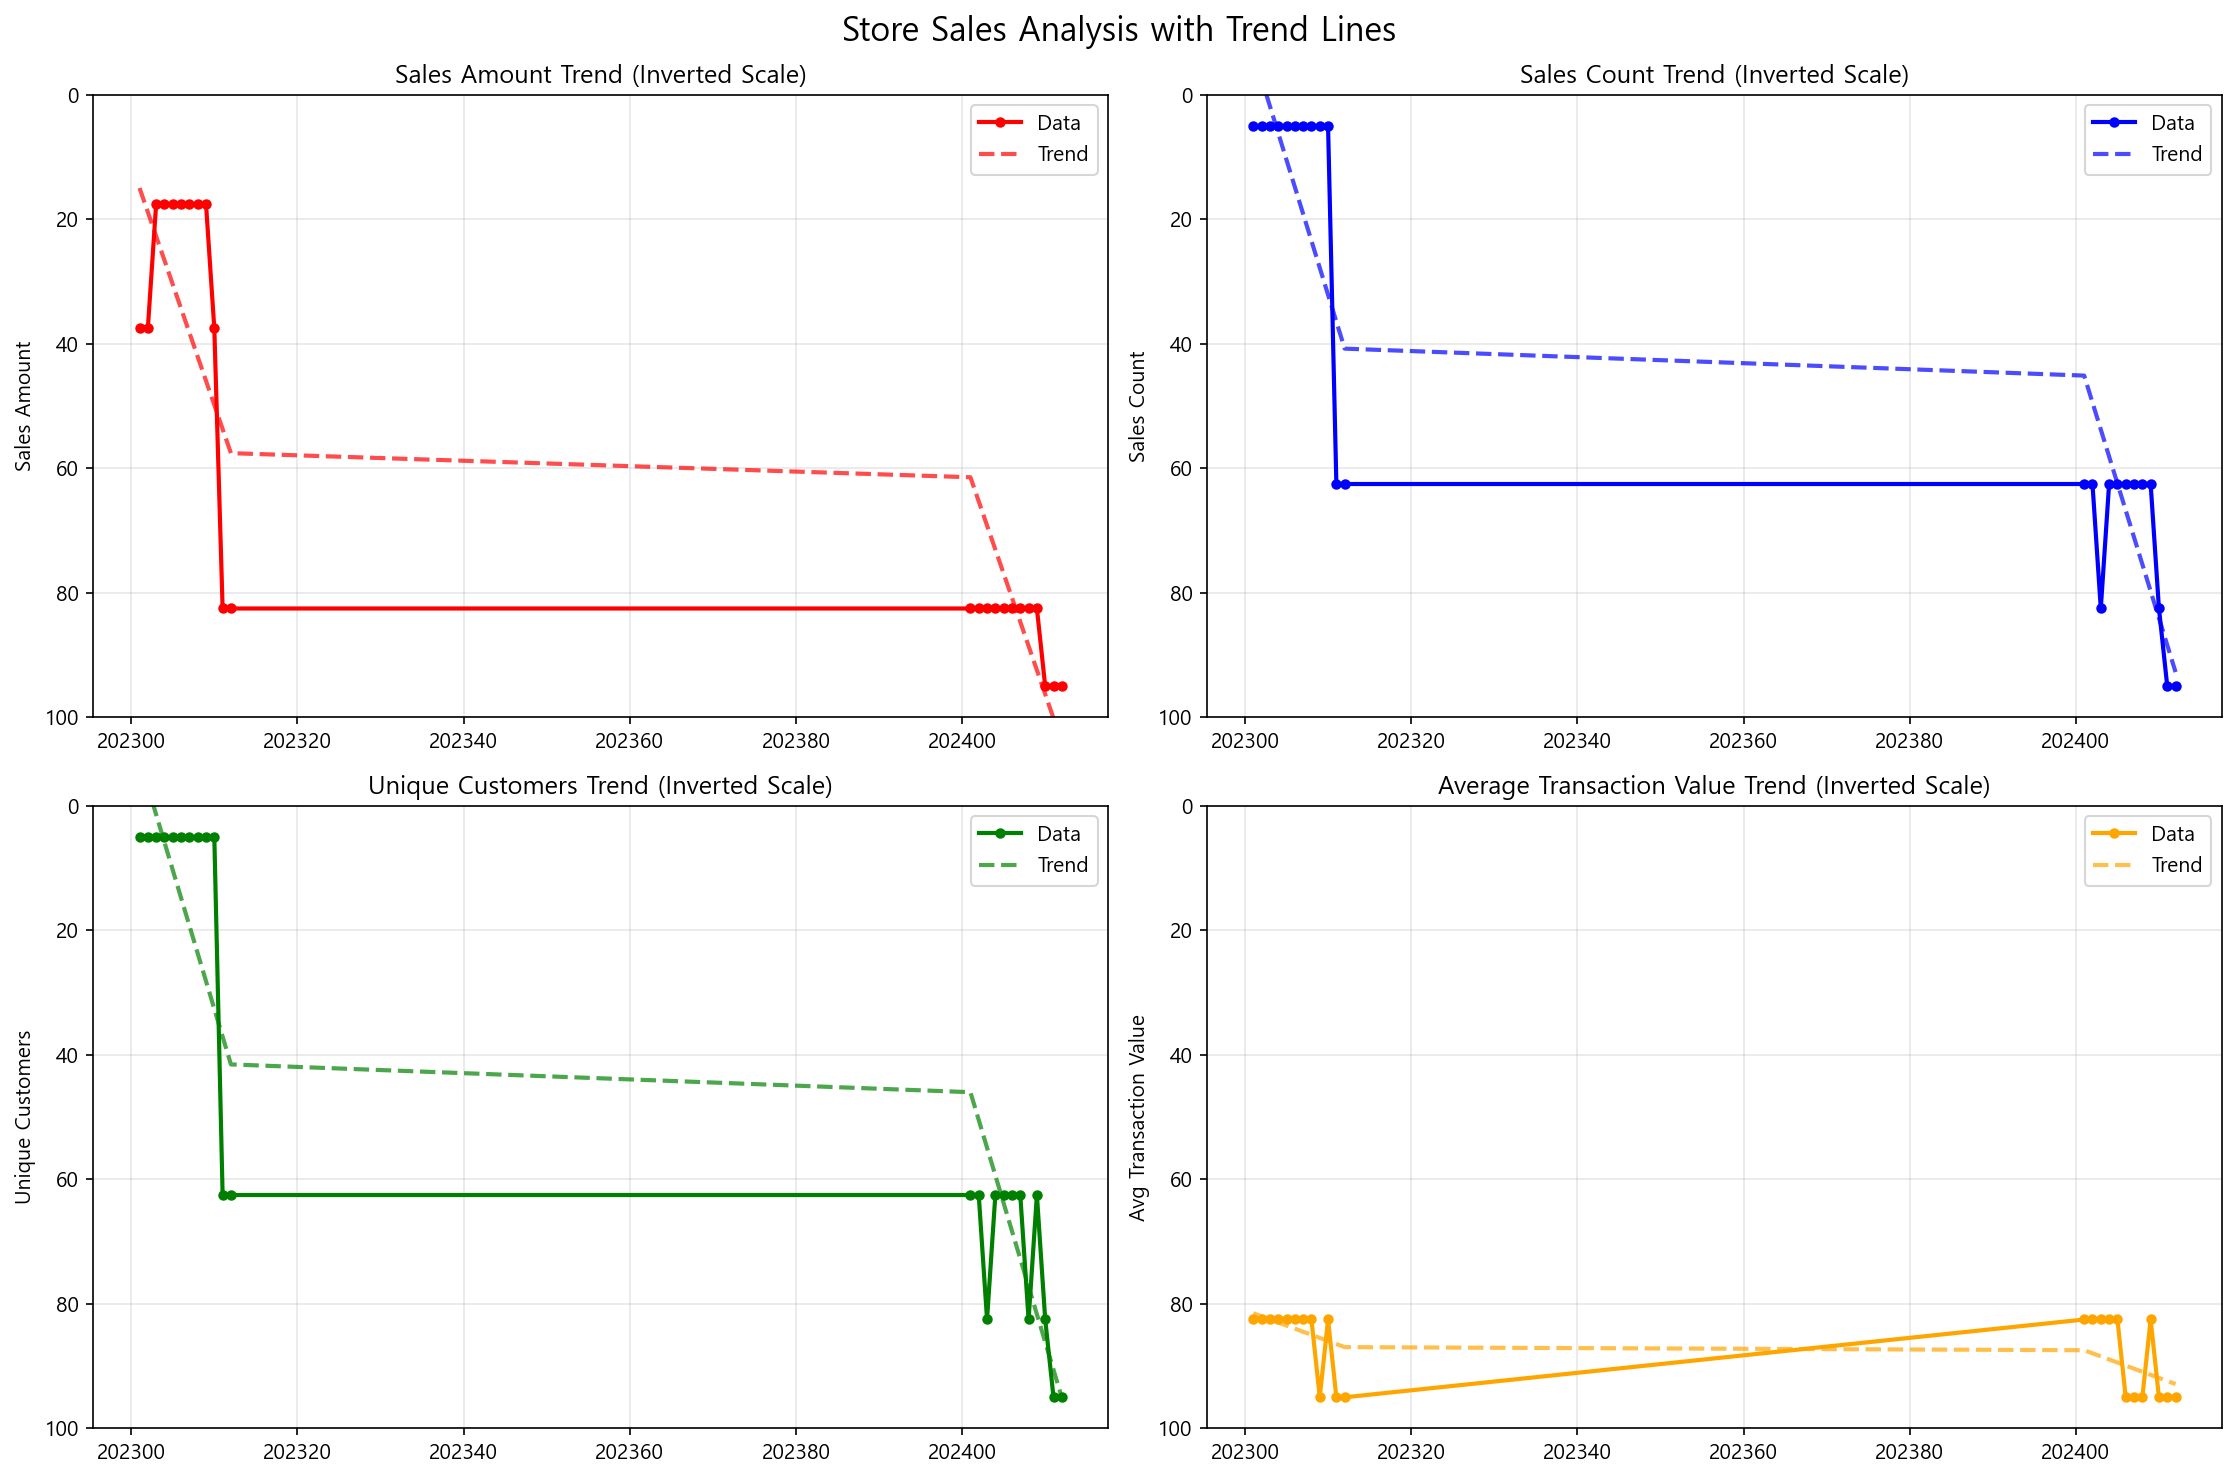 Store Sales Analysis with Trend Lines
Sales Amount Trend (Inverted Scale)
Sales Amount
0
20
40
60
80
100
202300 202320 202340 202360 202380 202400
Data
Trend
Sales Count Trend (Inverted Scale)
Sales Count
0
20
40
60
80
100
202300 202320 202340 202360 202380 202400
Data
Trend
Unique Customers Trend (Inverted Scale)
Unique Customers
0
20
40
60
80
100
202300 202320 202340 202360 202380 202400
Data
Trend
Average Transaction Value Trend (Inverted Scale)
Avg Transaction Value
0
20
40
60
80
100
202300 202320 202340 202360 202380 202400
Data
Trend